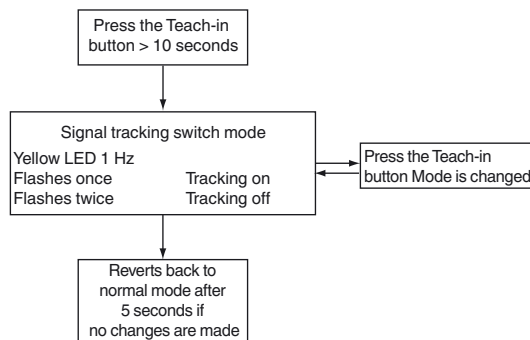 Press the Teach-in
button > 10 seconds
Signal tracking switch mode
Yellow LED 1 Hz
Flashes once Tracking on
Flashes twice Tracking off
Press the Teach-in
button Mode is changed
Reverts back to
normal mode after
5 seconds if
no changes are made